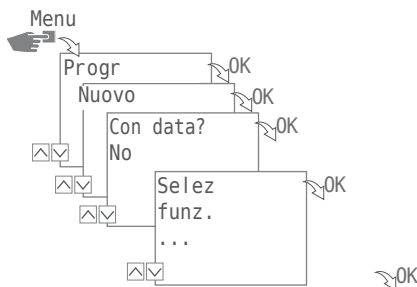 Menu
Progr OK
Nuovo OK
Con data? OK
No
Selez OK
funz.
...
OK